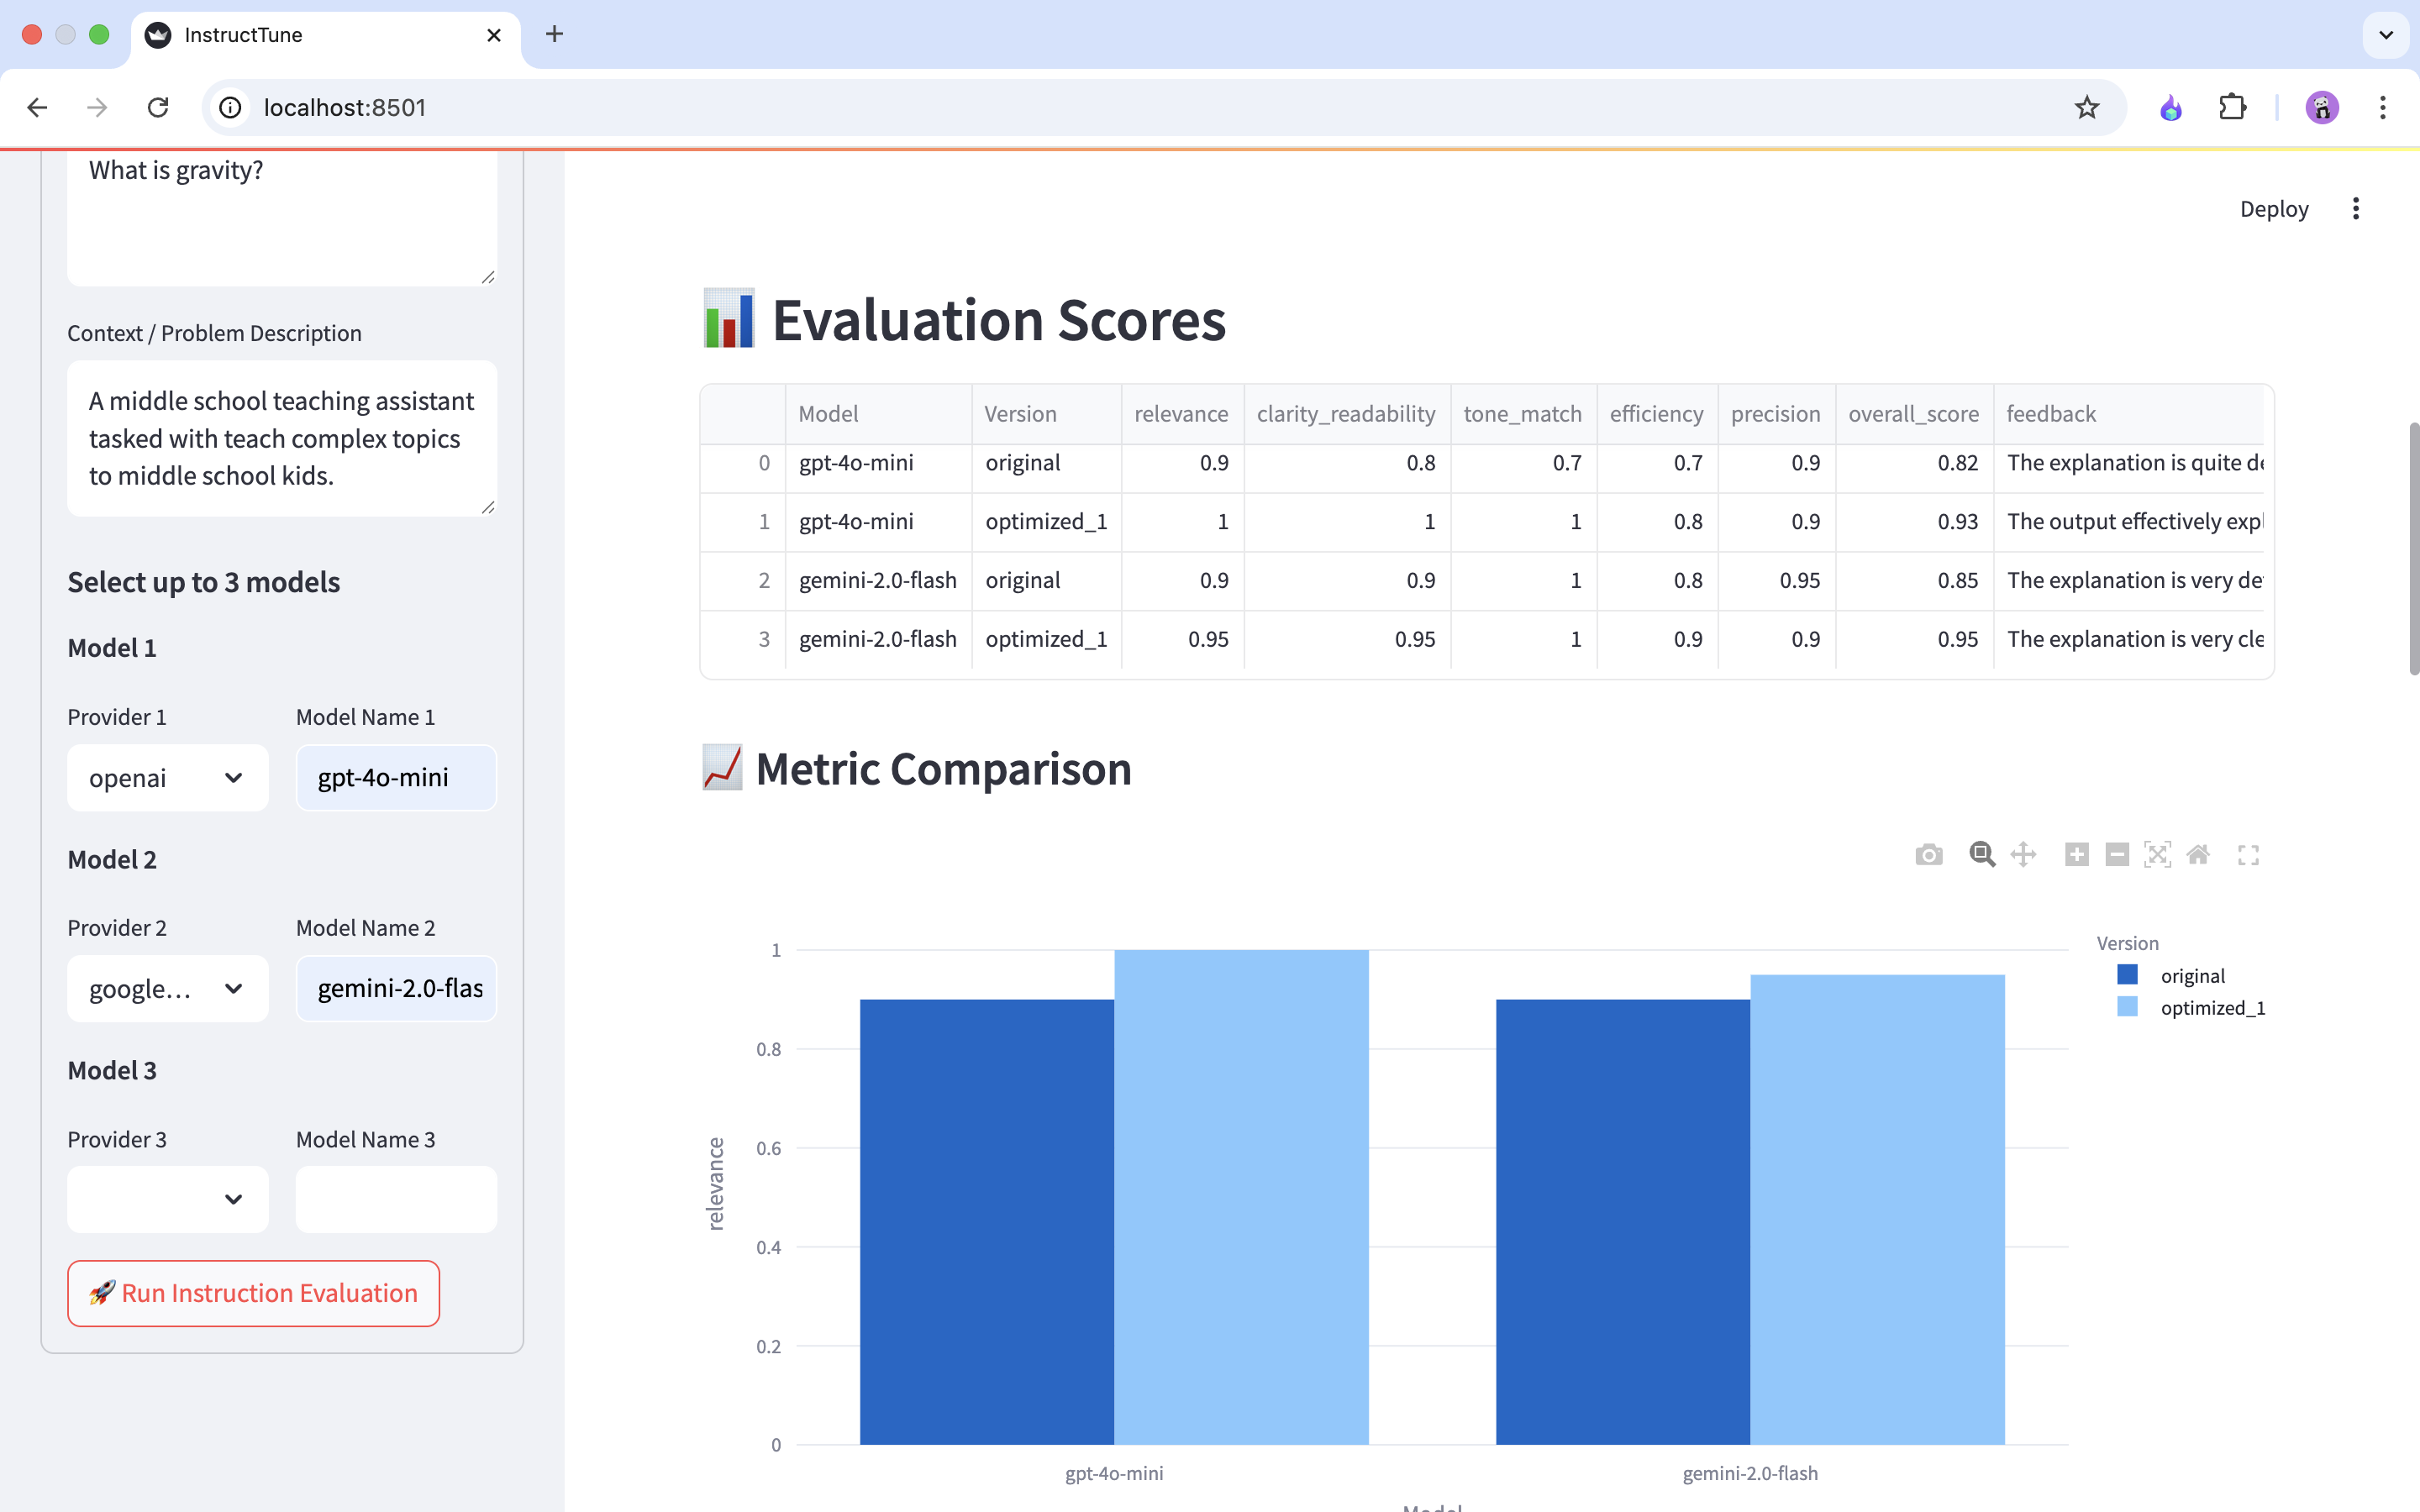 InstructTune
localhost:8501
What is gravity?
Context / Problem Description
A middle school teaching assistant
tasked with teach complex topics
to middle school kids.
Select up to 3 models
Model 1
Provider 1 Model Name 1
openai gpt-4o-mini
Model 2
Provider 2 Model Name 2
google... gemini-2.0-flas
Model 3
Provider 3 Model Name 3
🚀 Run Instruction Evaluation
Deploy
📊 Evaluation Scores
Model Version relevance clarity_readability tone_match efficiency precision overall_score feedback
0 gpt-4o-mini original 0.9 0.8 0.7 0.7 0.9 0.82 The explanation is quite de
1 gpt-4o-mini optimized_1 1 1 1 0.8 0.9 0.93 The output effectively expl
2 gemini-2.0-flash original 0.9 0.9 1 0.8 0.95 0.85 The explanation is very de
3 gemini-2.0-flash optimized_1 0.95 0.95 1 0.9 0.9 0.95 The explanation is very cle
📈 Metric Comparison
Version
original
optimized_1
1
0.8
0.6
0.4
0.2
0
relevance
gpt-4o-mini gemini-2.0-flash
Model